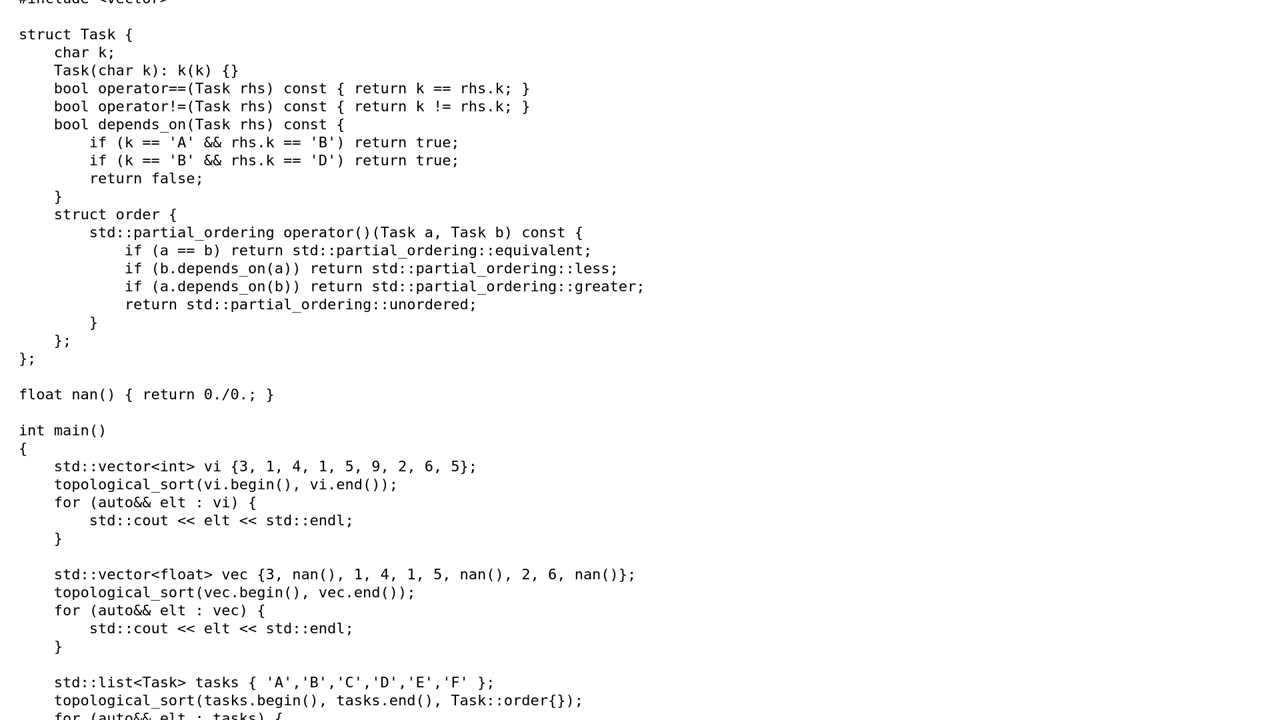 #include <vector>
struct Task {
    char k;
    Task(char k): k(k) {}
    bool operator==(Task rhs) const { return k == rhs.k; }
    bool operator!=(Task rhs) const { return k != rhs.k; }
    bool depends_on(Task rhs) const {
        if (k == 'A' && rhs.k == 'B') return true;
        if (k == 'B' && rhs.k == 'D') return true;
        return false;
    }
    struct order {
        std::partial_ordering operator()(Task a, Task b) const {
            if (a == b) return std::partial_ordering::equivalent;
            if (b.depends_on(a)) return std::partial_ordering::less;
            if (a.depends_on(b)) return std::partial_ordering::greater;
            return std::partial_ordering::unordered;
        }
    };
};
float nan() { return 0./0.; }
int main()
{
    std::vector<int> vi {3, 1, 4, 1, 5, 9, 2, 6, 5};
    topological_sort(vi.begin(), vi.end());
    for (auto&& elt : vi) {
        std::cout << elt << std::endl;
    }
    std::vector<float> vec {3, nan(), 1, 4, 1, 5, nan(), 2, 6, nan()};
    topological_sort(vec.begin(), vec.end());
    for (auto&& elt : vec) {
        std::cout << elt << std::endl;
    }
    std::list<Task> tasks { 'A','B','C','D','E','F' };
    topological_sort(tasks.begin(), tasks.end(), Task::order{});
    for (auto&& elt : tasks) {